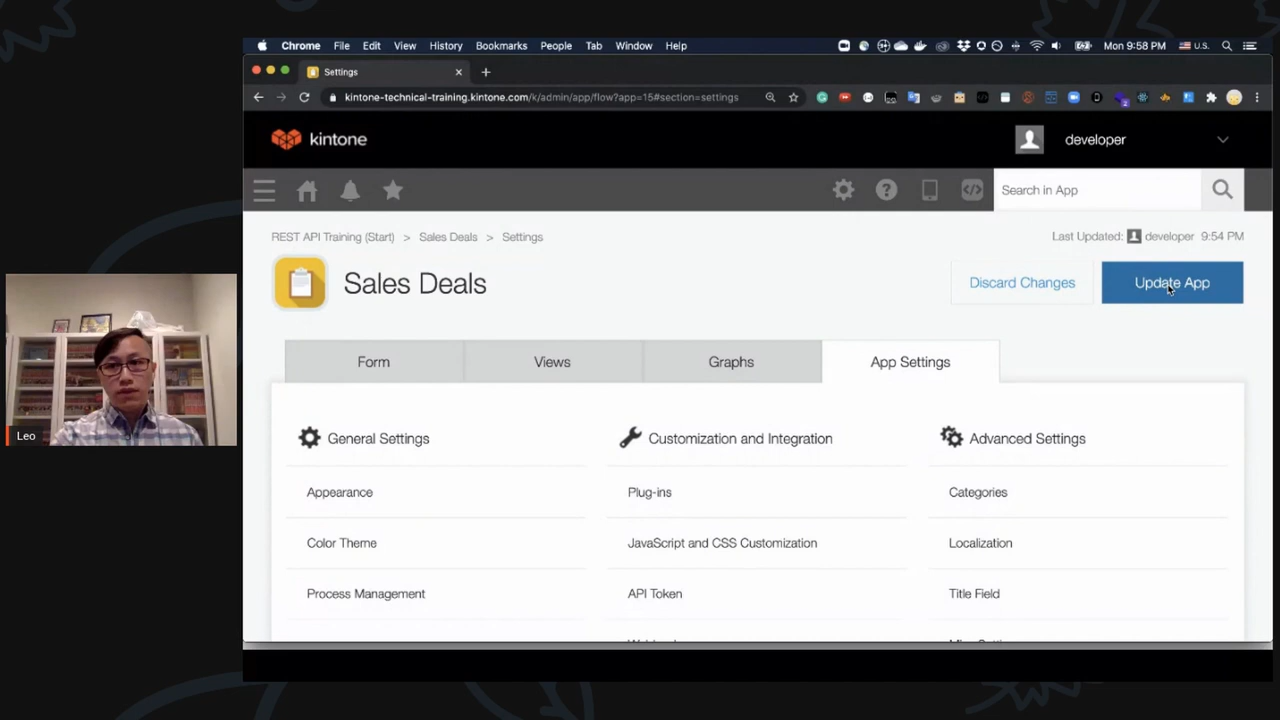 Chrome File Edit View History Bookmarks People Tab Window Help Mon 9:58 PM U.S.
Settings
kintone-technical-training.kintone.com/k/admin/app/flow?app=15#section=settings
kintone developer
Search in App
REST API Training (Start) > Sales Deals > Settings Last Updated: developer 9:54 PM
Sales Deals
Discard Changes Update App
Form Views Graphs App Settings
General Settings Customization and Integration Advanced Settings
Appearance Plug-ins Categories
Color Theme JavaScript and CSS Customization Localization
Process Management API Token Title Field
Leo